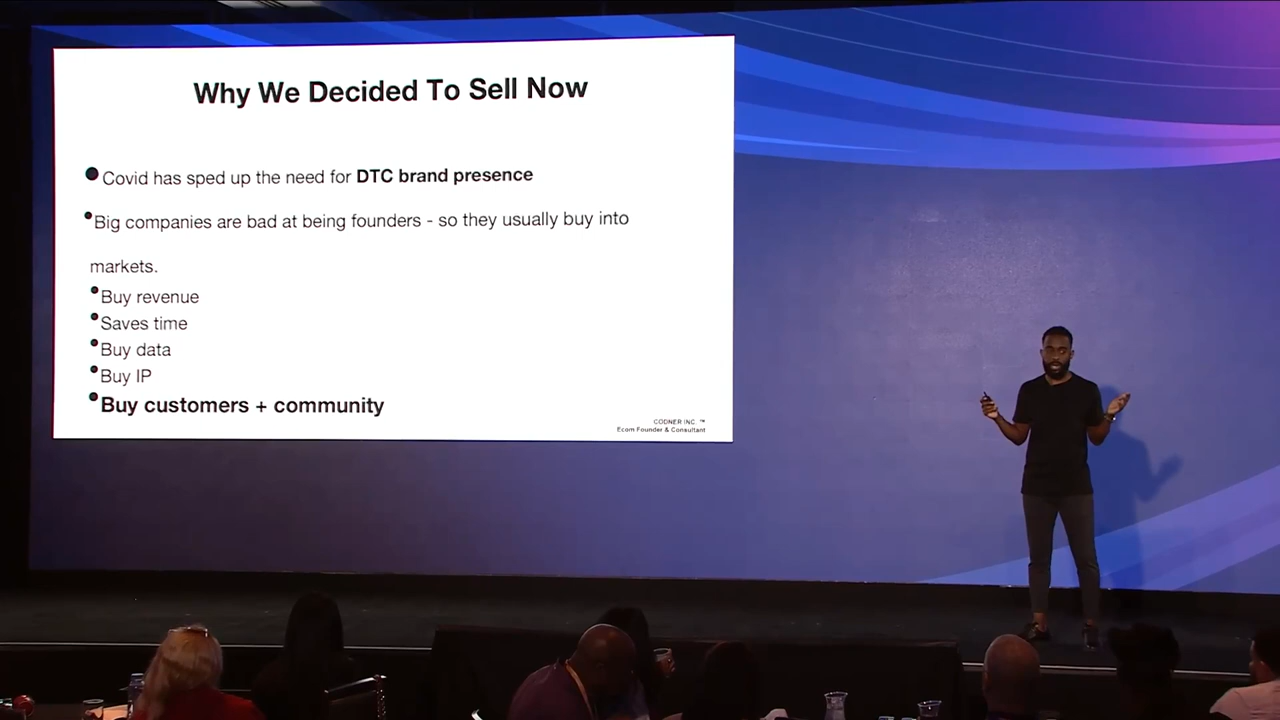 Why We Decided To Sell Now
Covid has sped up the need for DTC brand presence
Big companies are bad at being founders - so they usually buy into
markets.
Buy revenue
Saves time
Buy data
Buy IP
Buy customers + community
CODNER INC. ™
Ecom Founder & Consultant